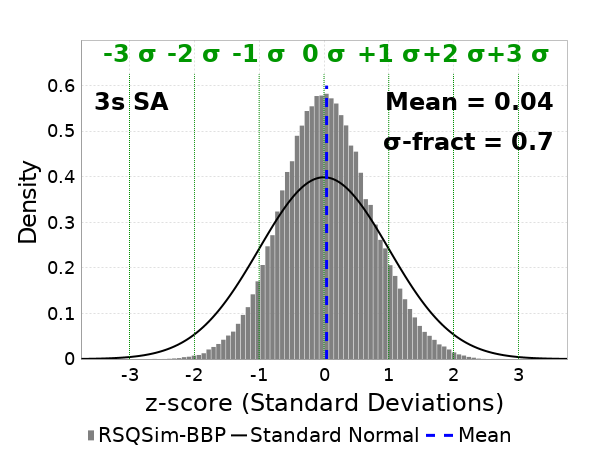 -3 σ -2 σ -1 σ 0 σ +1 σ +2 σ +3 σ
3s SA
Mean = 0.04
σ-fract = 0.7
0.6
0.5
0.4
0.3
0.2
0.1
0
Density
-3 -2 -1 0 1 2 3
z-score (Standard Deviations)
RSQSim-BBP Standard Normal Mean